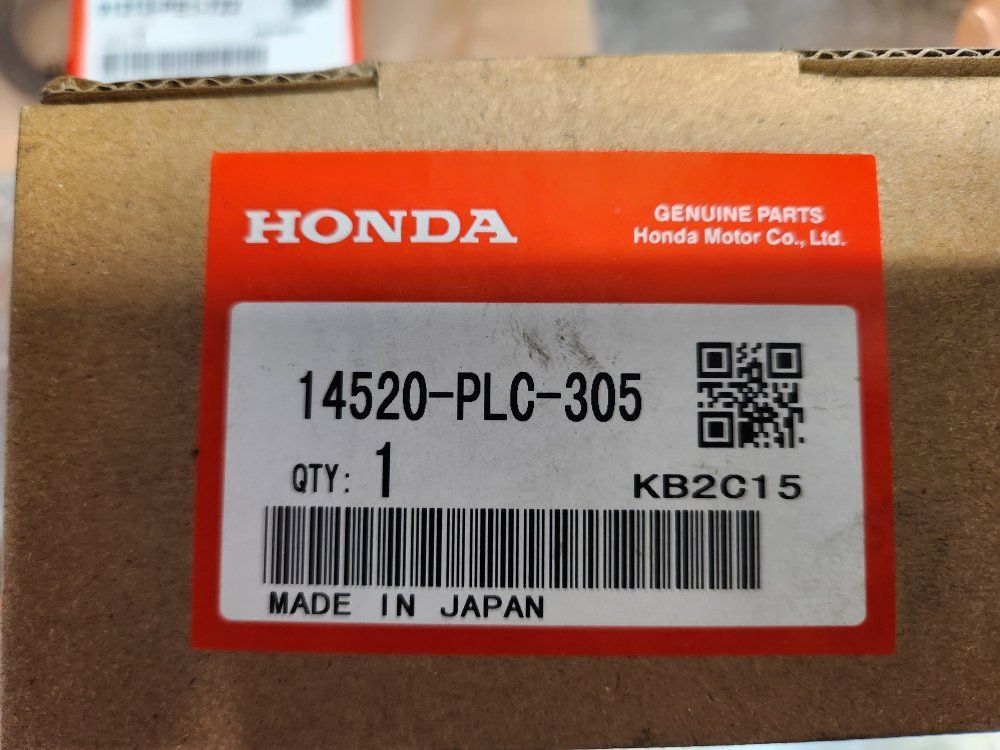 HONDA
GENUINE PARTS
Honda Motor Co., Ltd.
14520-PLC-305
QTY: 1
KB2C15
MADE IN JAPAN